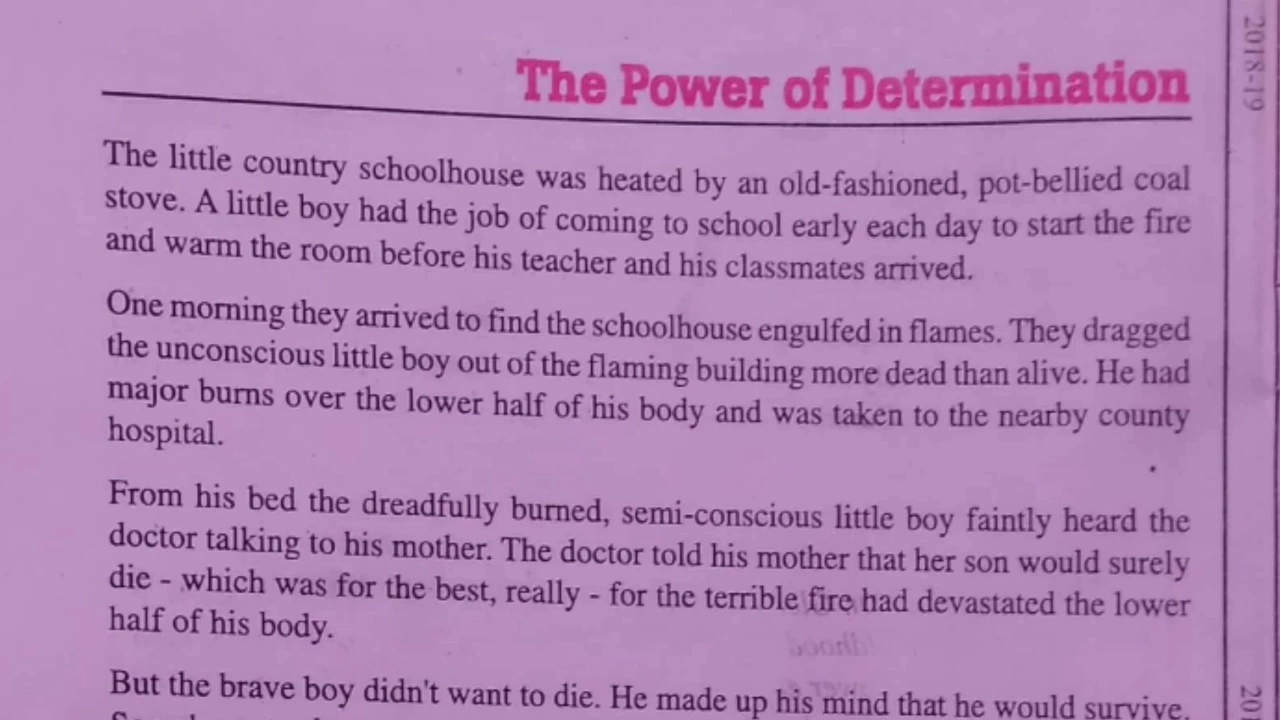 The Power of Determination
2018-19
The little country schoolhouse was heated by an old-fashioned, pot-bellied coal
stove. A little boy had the job of coming to school early each day to start the fire
and warm the room before his teacher and his classmates arrived.
One morning they arrived to find the schoolhouse engulfed in flames. They dragged
the unconscious little boy out of the flaming building more dead than alive. He had
major burns over the lower half of his body and was taken to the nearby county
hospital.
From his bed the dreadfully burned, semi-conscious little boy faintly heard the
doctor talking to his mother. The doctor told his mother that her son would surely
die - which was for the best, really - for the terrible fire had devastated the lower
half of his body.
But the brave boy didn't want to die. He made up his mind that he would survive.